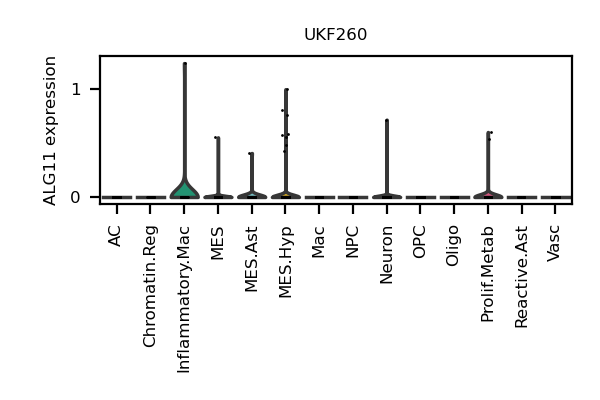 UKF260
ALG11 expression
1
0
AC
Chromatin.Reg
Inflammatory.Mac
MES
MES.Ast
MES.Hyp
Mac
NPC
Neuron
OPC
Oligo
Prolif.Metab
Reactive.Ast
Vasc